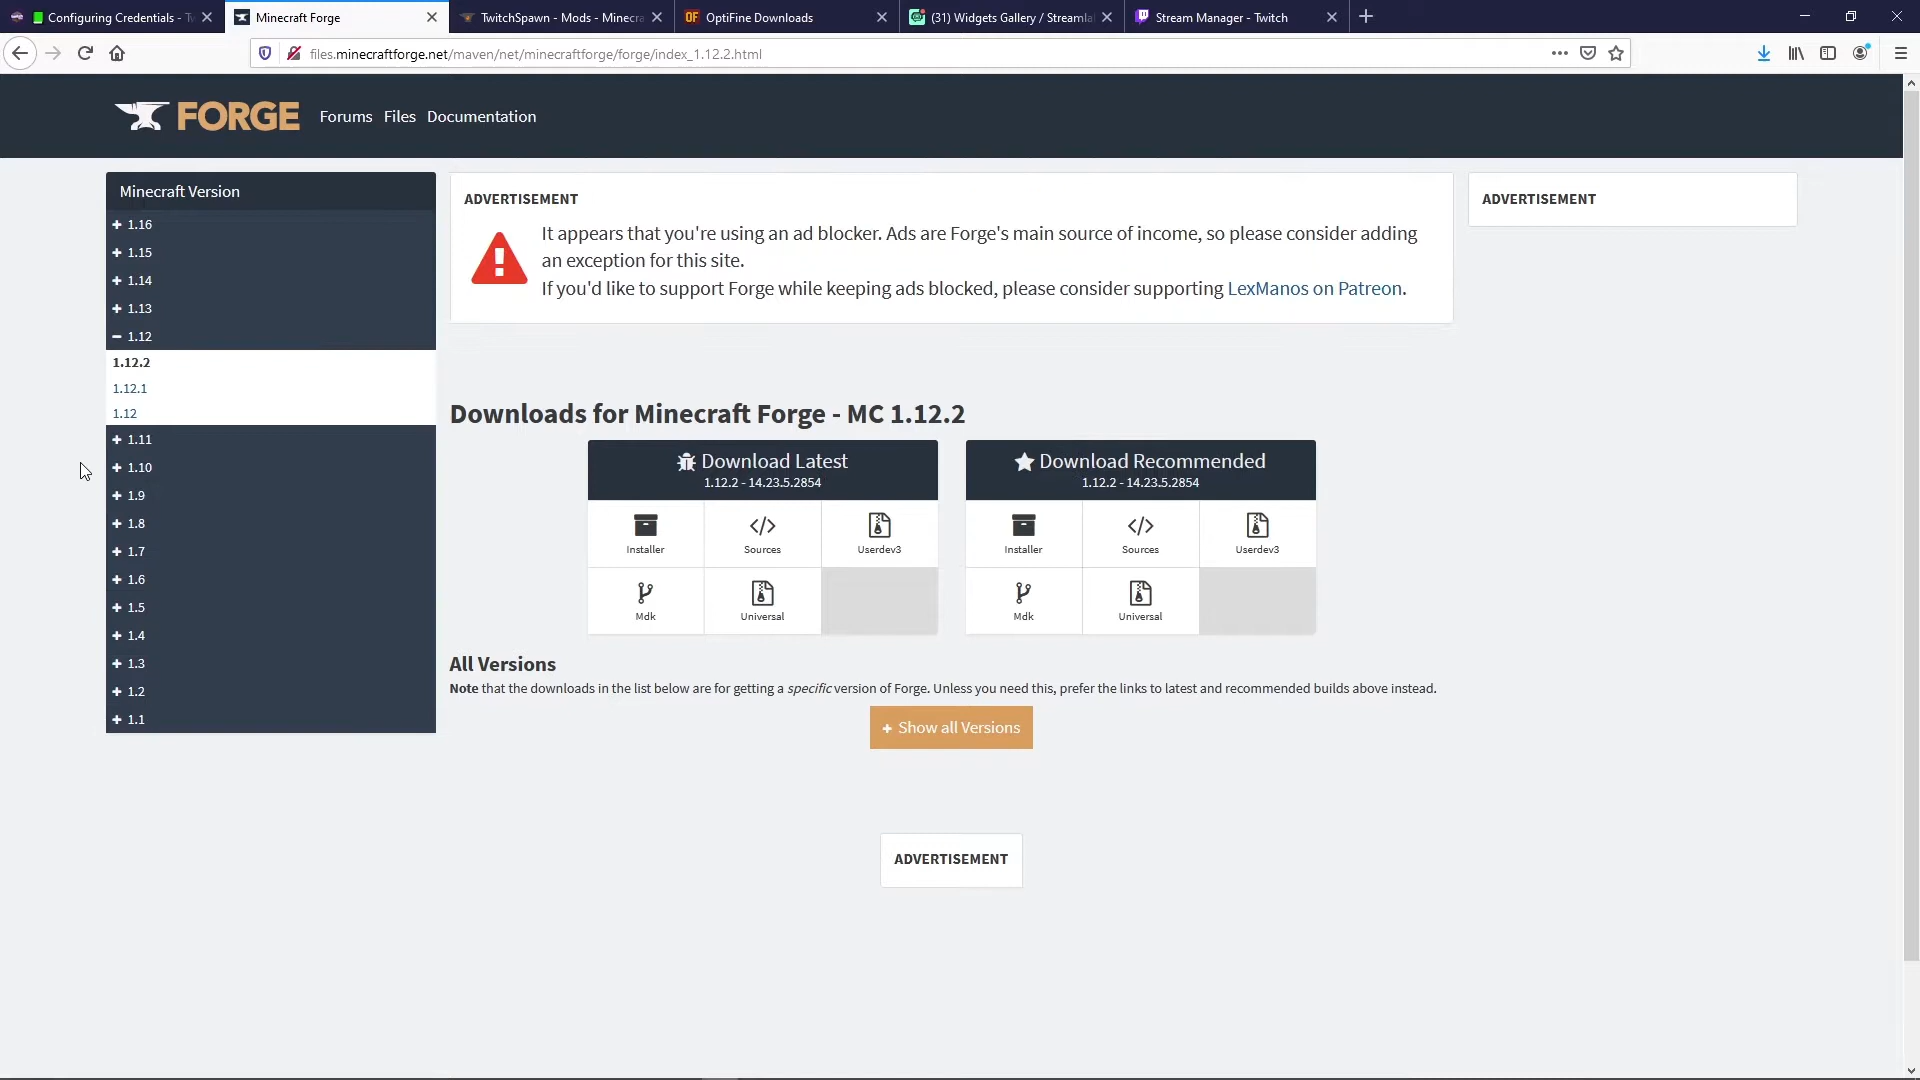 Configuring Credentials - Tw
Minecraft Forge
TwitchSpawn - Mods - Minecra
OF OptiFine Downloads
(31) Widgets Gallery / Streamla
Stream Manager - Twitch
files.minecraftforge.net/maven/net/minecraftforge/forge/index_1.12.2.html
FORGE
Forums Files Documentation
Minecraft Version
1.16
1.15
1.14
1.13
1.12
1.12.2
1.12.1
1.12
1.11
1.10
1.9
1.8
1.7
1.6
1.5
1.4
1.3
1.2
1.1
ADVERTISEMENT
It appears that you're using an ad blocker. Ads are Forge's main source of income, so please consider adding
an exception for this site.
If you'd like to support Forge while keeping ads blocked, please consider supporting LexManos on Patreon.
ADVERTISEMENT
Downloads for Minecraft Forge - MC 1.12.2
Download Latest
1.12.2 - 14.23.5.2854
Installer
Sources
Userdev3
Mdk
Universal
Download Recommended
1.12.2 - 14.23.5.2854
Installer
Sources
Userdev3
Mdk
Universal
All Versions
Note that the downloads in the list below are for getting a specific version of Forge. Unless you need this, prefer the links to latest and recommended builds above instead.
+ Show all Versions
ADVERTISEMENT